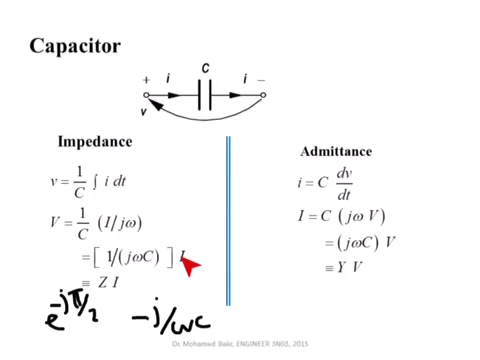 Capacitor
C
+ i i −
v
Impedance
v = 1/C ∫ i dt
V = 1/C (I/jω)
= [ 1/(jωC) ] I
≡ Z I
e^-jπ/2 -j/ωc
Admittance
i = C dv/dt
I = C (jω V)
= (jωC) V
≡ Y V
Dr. Mohamed Bakr, ENGINEER 3N03, 2015